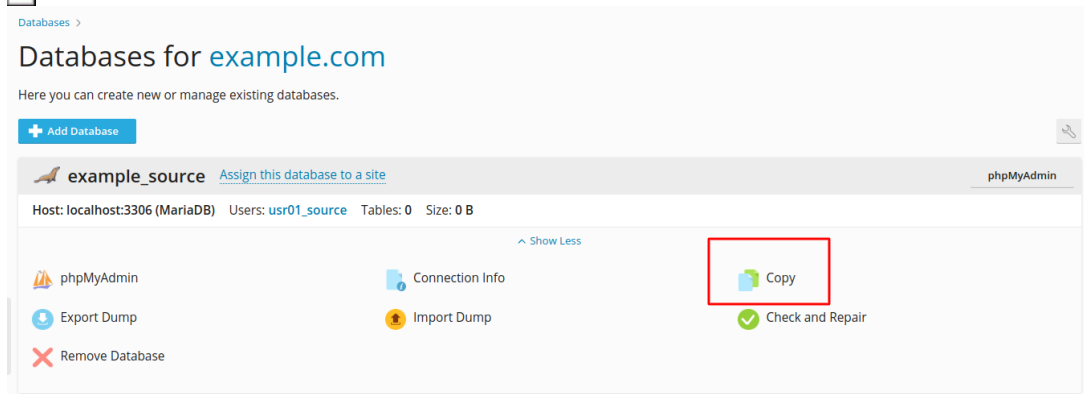 Databases >
Databases for example.com
Here you can create new or manage existing databases.
Add Database
example_source Assign this database to a site phpMyAdmin
Host: localhost:3306 (MariaDB) Users: usr01_source Tables: 0 Size: 0 B
Show Less
phpMyAdmin Connection Info Copy
Export Dump Import Dump Check and Repair
Remove Database